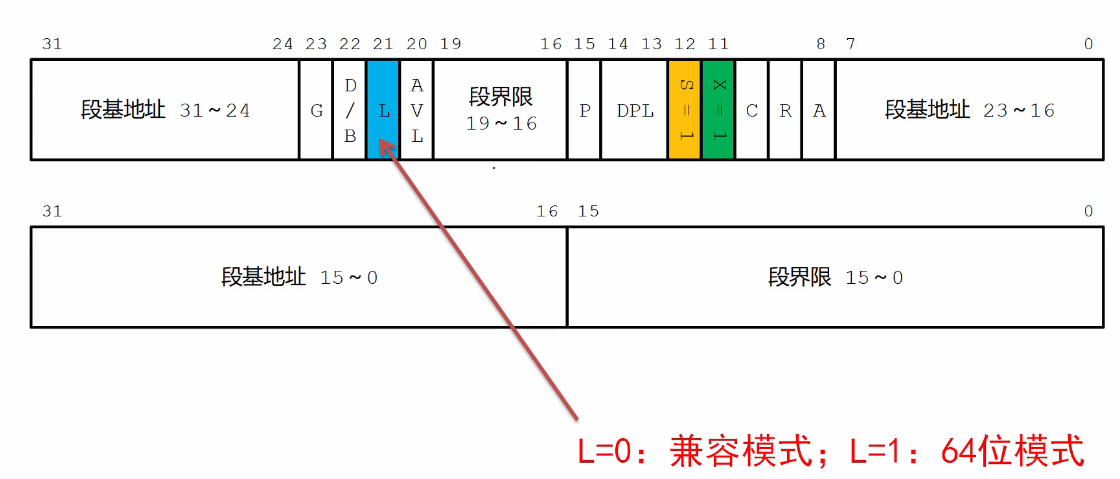 31 24 23 22 21 20 19 16 15 14 13 12 11 8 7 0
段基地址 31~24 G D/B L AVL 段界限 19~16 P DPL S=1 X=1 C R A 段基地址 23~16
31 16 15 0
段基地址 15~0 段界限 15~0
L=0：兼容模式；L=1：64位模式